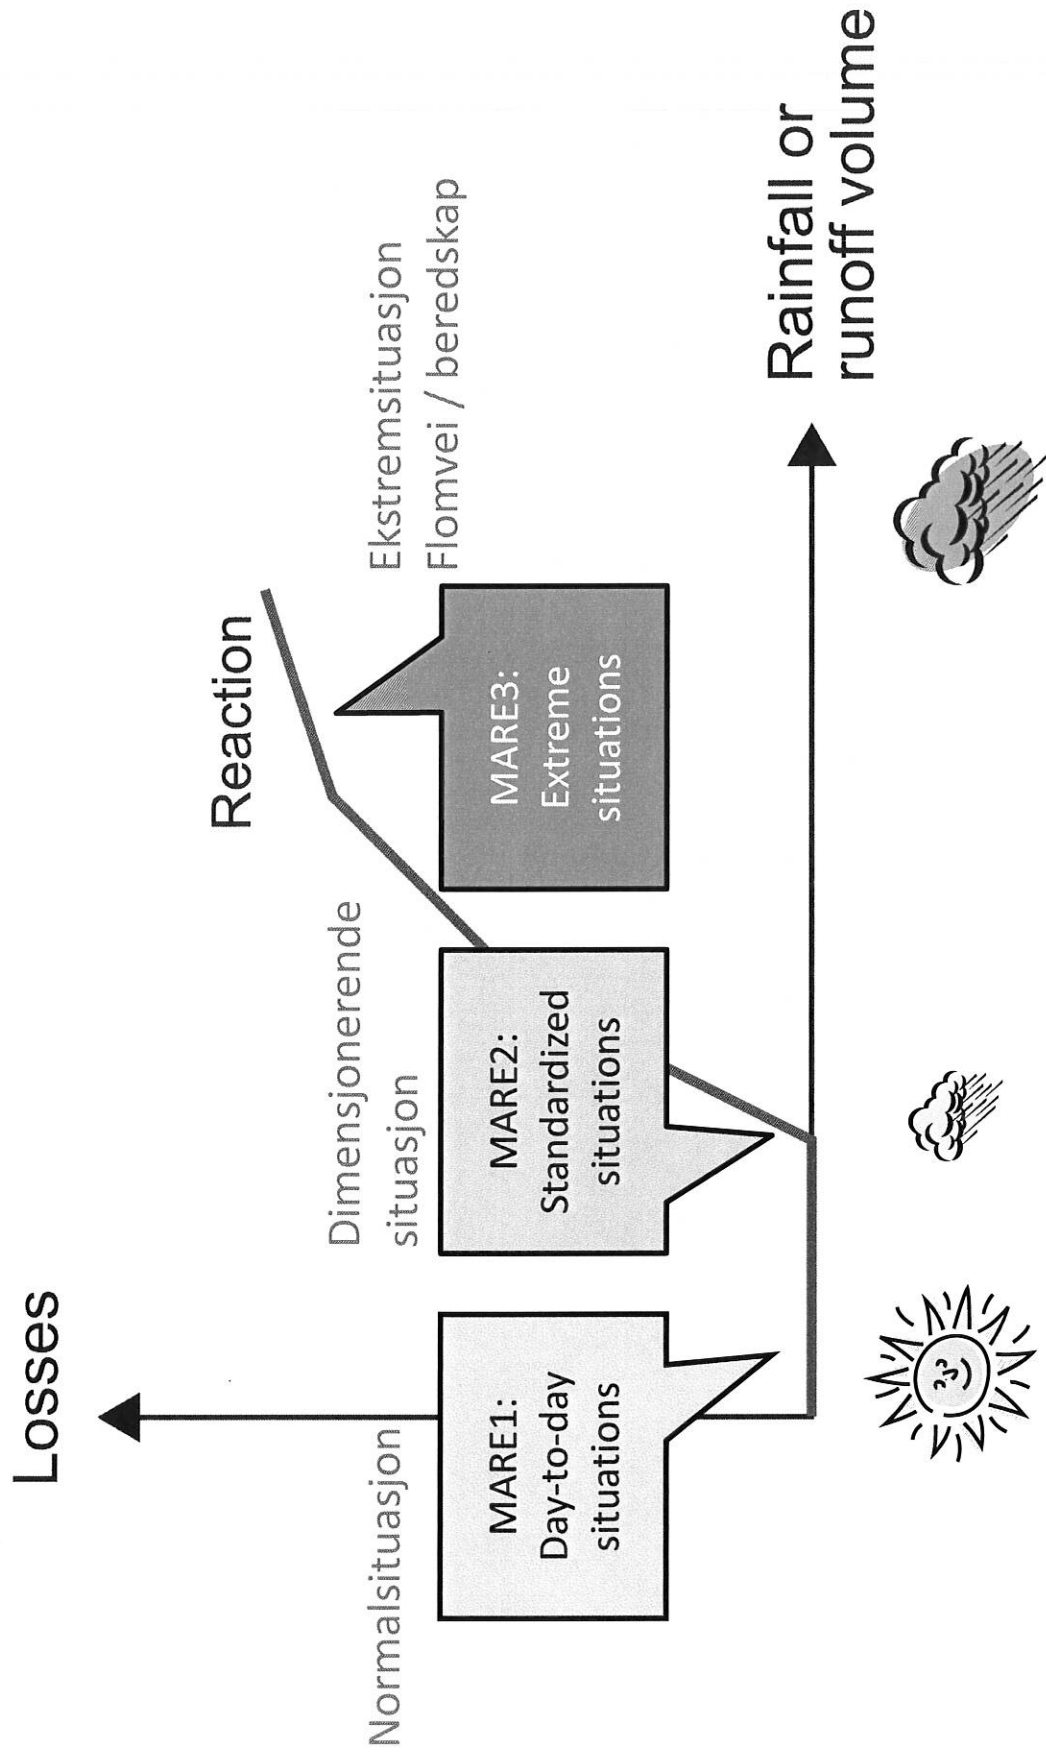 Losses
Normalsituasjon
MARE1:
Day-to-day
situations
Dimensjonerende
situasjon
MARE2:
Standardized
situations
Reaction
MARE3:
Extreme
situations
Ekstremsituasjon
Flomvei / beredskap
Rainfall or
runoff volume